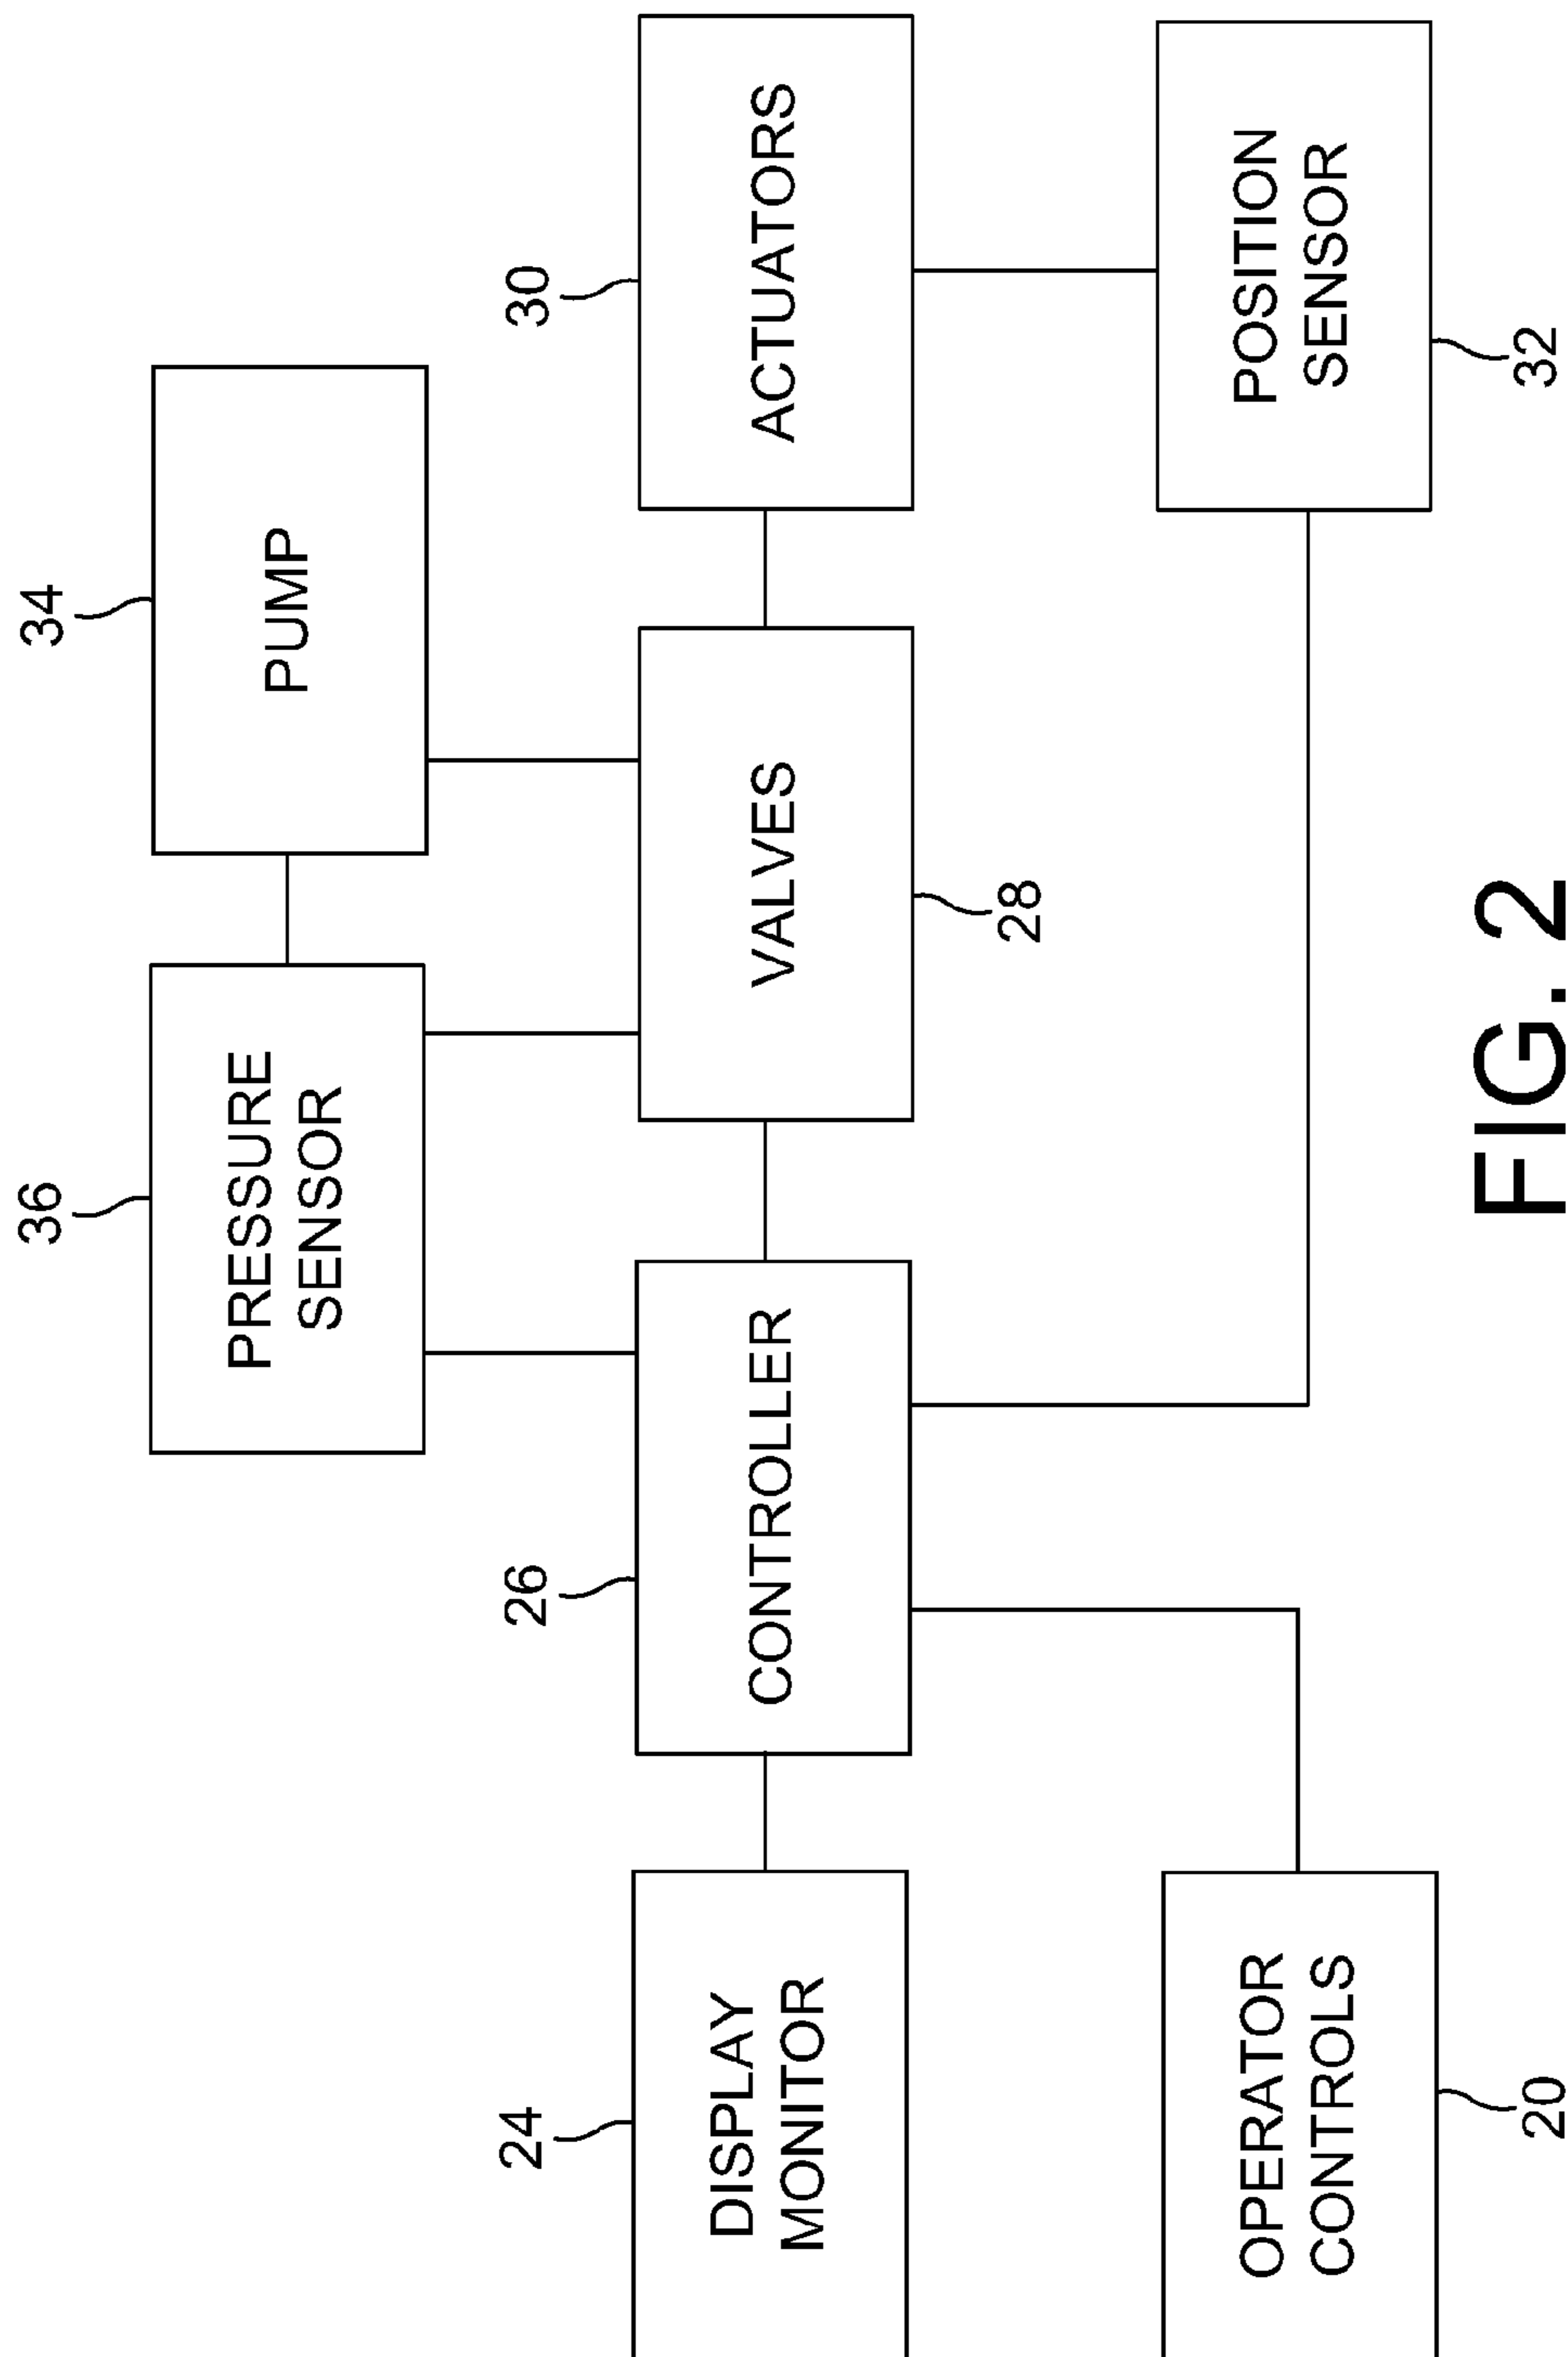 36
34
PRESSURE
SENSOR
PUMP
24
26
30
DISPLAY
MONITOR
CONTROLLER
VALVES
ACTUATORS
28
OPERATOR
CONTROLS
POSITION
SENSOR
20
32
FIG. 2